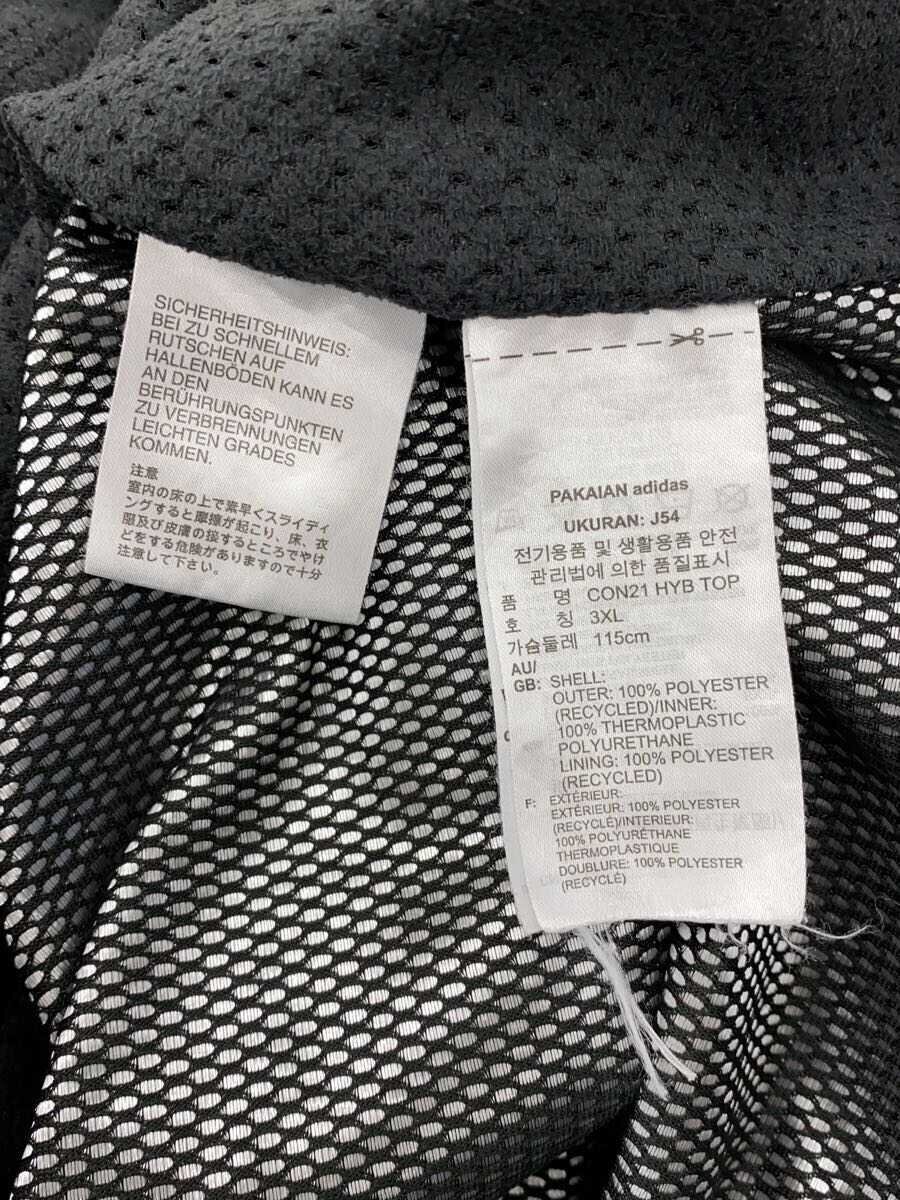 SICHERHEITSHINWEIS:
BEI ZU SCHNELLEM
RUTSCHEN AUF
HALLENBÖDEN KANN ES
AN DEN
BERÜHRUNGSPUNKTEN
ZU VERBRENNUNGEN
LEICHTEN GRADES
KOMMEN.
注意
室内の床の上で素早くスライディ
ングすると摩擦が起こり、床、衣
服及び皮膚の接するところでやけ
どをする危険がありますので十分
注意して下さい。
PAKAIAN adidas
UKURAN: J54
전기용품 및 생활용품 안전
관리법에 의한 품질표시
품 명 CON21 HYB TOP
호 칭 3XL
가슴둘레 115cm
AU/
GB: SHELL:
OUTER: 100% POLYESTER
(RECYCLED)/INNER:
100% THERMOPLASTIC
POLYURETHANE
LINING: 100% POLYESTER
(RECYCLED)
F: EXTÉRIEUR:
EXTÉRIEUR: 100% POLYESTER
(RECYCLÉ)/INTERIEUR:
100% POLYURÉTHANE
THERMOPLASTIQUE
DOUBLURE: 100% POLYESTER
(RECYCLÉ)